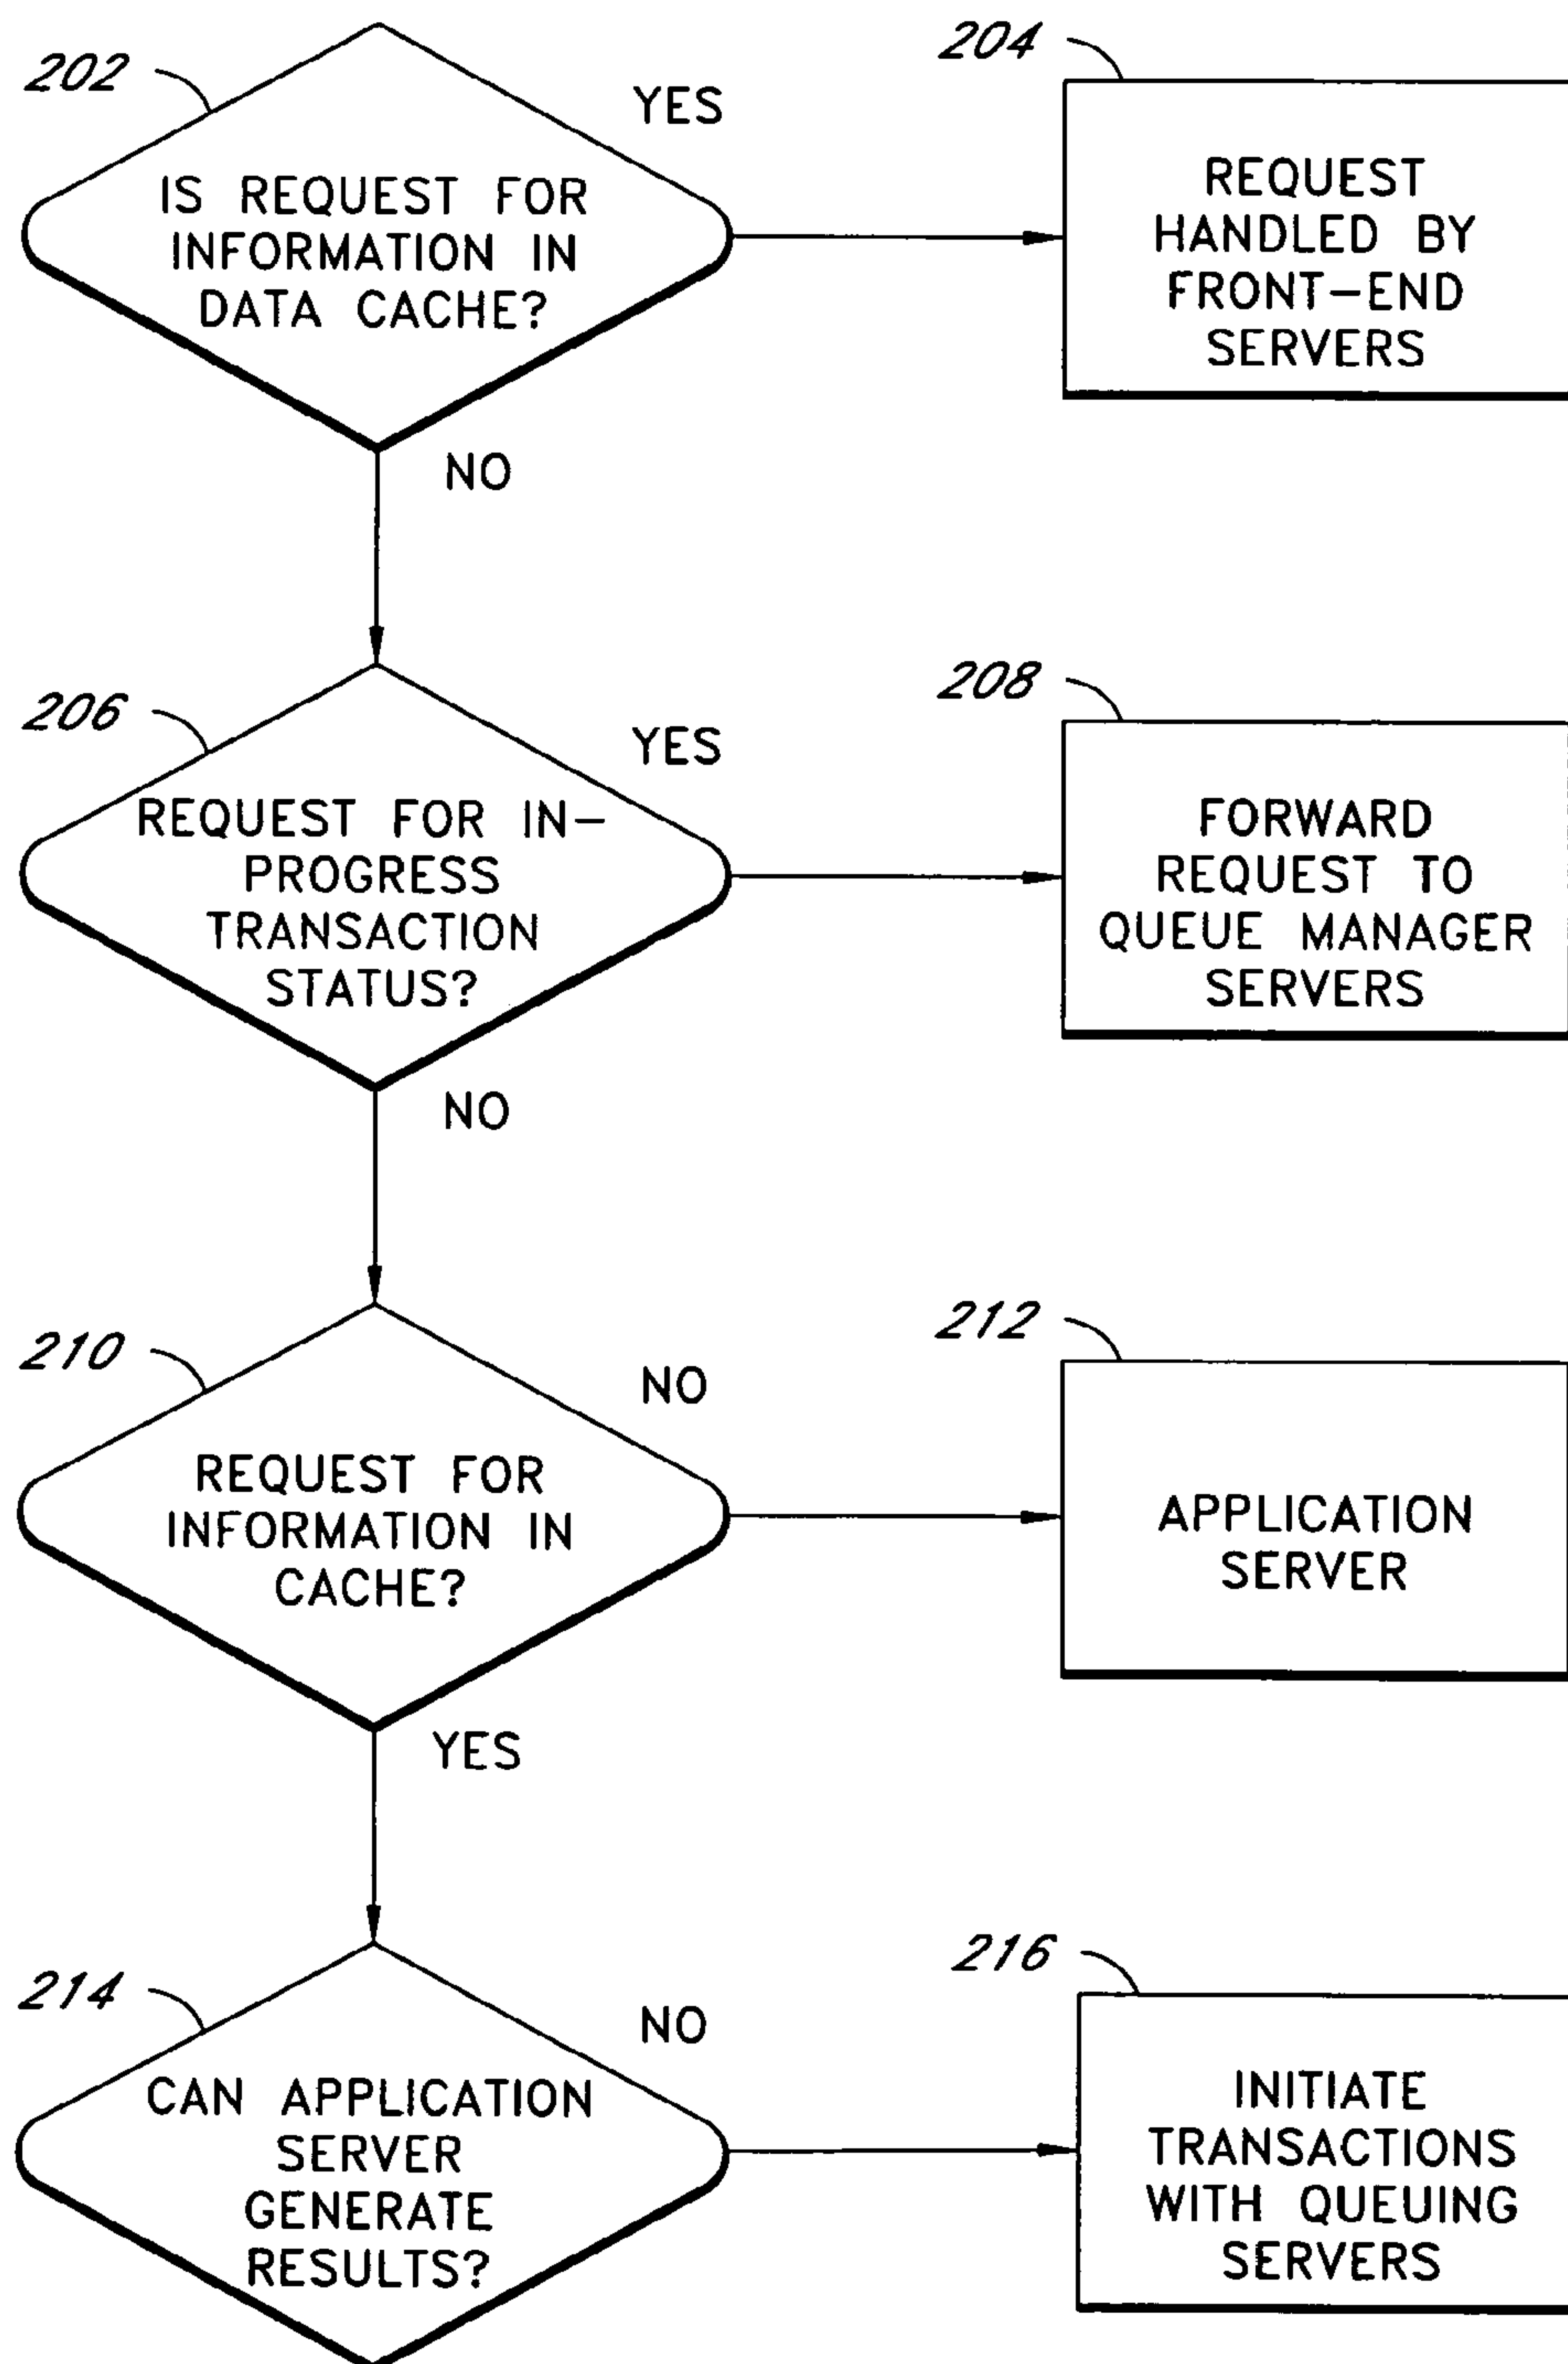 202
YES
IS REQUEST FOR
INFORMATION IN
DATA CACHE?
NO
204
REQUEST
HANDLED BY
FRONT-END
SERVERS
206
YES
REQUEST FOR IN-
PROGRESS
TRANSACTION
STATUS?
NO
208
FORWARD
REQUEST TO
QUEUE MANAGER
SERVERS
210
NO
REQUEST FOR
INFORMATION IN
CACHE?
YES
212
APPLICATION
SERVER
214
NO
CAN APPLICATION
SERVER
GENERATE
RESULTS?
216
INITIATE
TRANSACTIONS
WITH QUEUING
SERVERS